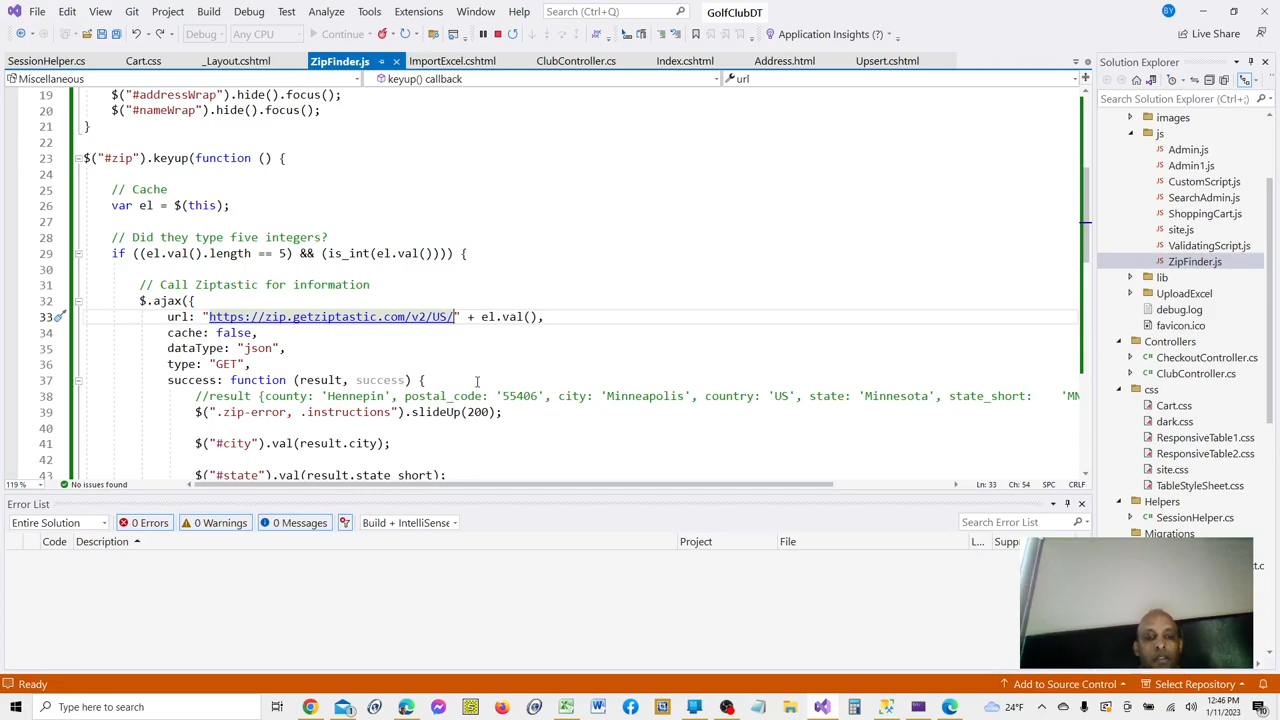 File Edit View Git Project Build Debug Test Analyze Tools Extensions Window Help Search (Ctrl+Q) GolfClubDT BY
Debug Any CPU Continue Application Insights Live Share
SessionHelper.cs Cart.css _Layout.cshtml ZipFinder.js ImportExcel.cshtml ClubController.cs Index.cshtml Address.html Upsert.cshtml
Miscellaneous keyup() callback url
19 $("#addressWrap").hide().focus();
20 $("#nameWrap").hide().focus();
21 }
22
23 $("#zip").keyup(function () {
24
25 // Cache
26 var el = $(this);
27
28 // Did they type five integers?
29 if ((el.val().length == 5) && (is_int(el.val()))) {
30
31 // Call Ziptastic for information
32 $.ajax({
33 url: "https://zip.getziptastic.com/v2/US/" + el.val(),
34 cache: false,
35 dataType: "json",
36 type: "GET",
37 success: function (result, success) {
38 //result {county: 'Hennepin', postal_code: '55406', city: 'Minneapolis', country: 'US', state: 'Minnesota', state_short: 'MN
39 $(".zip-error, .instructions").slideUp(200);
40
41 $("#city").val(result.city);
42
43 $("#state").val(result.state_short);
119% No issues found Ln: 33 Ch: 54 SPC CRLF
Error List
Entire Solution 0 Errors 0 Warnings 0 Messages Build + IntelliSense Search Error List
Code Description Project File L... Supp
Solution Explorer
Search Solution Explorer (Ctrl+;)
images
js
Admin.js
Admin1.js
CustomScript.js
SearchAdmin.js
ShoppingCart.js
site.js
ValidatingScript.js
ZipFinder.js
lib
UploadExcel
debug.log
favicon.ico
Controllers
CheckoutController.cs
ClubController.cs
css
Cart.css
dark.css
ResponsiveTable1.css
ResponsiveTable2.css
site.css
TableStyleSheet.css
Helpers
SessionHelper.cs
Migrations
Ready Add to Source Control Select Repository
Type here to search 24°F 12:46 PM
1/11/2023